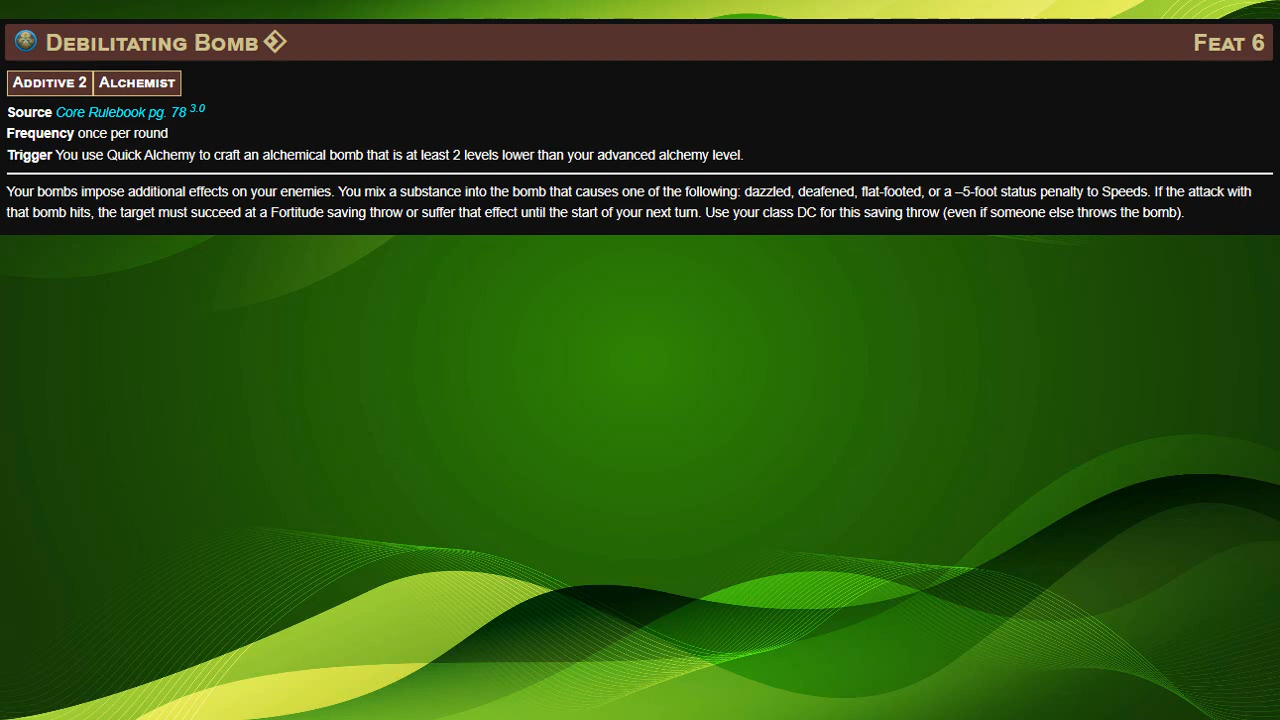 Debilitating Bomb Feat 6
Additive 2 Alchemist
Source Core Rulebook pg. 78 3.0
Frequency once per round
Trigger You use Quick Alchemy to craft an alchemical bomb that is at least 2 levels lower than your advanced alchemy level.
Your bombs impose additional effects on your enemies. You mix a substance into the bomb that causes one of the following: dazzled, deafened, flat-footed, or a –5-foot status penalty to Speeds. If the attack with
that bomb hits, the target must succeed at a Fortitude saving throw or suffer that effect until the start of your next turn. Use your class DC for this saving throw (even if someone else throws the bomb).